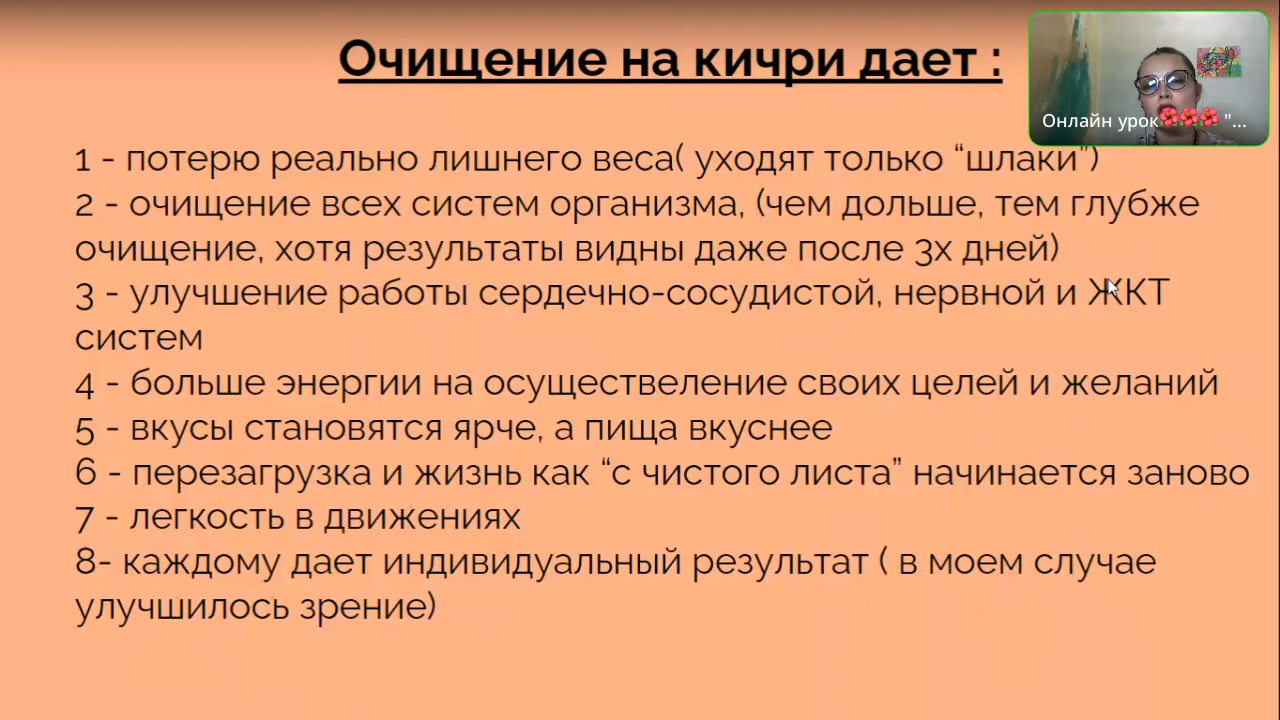 Очищение на кичри дает :
Онлайн урок🌺🌺🌺 "...
1 - потерю реально лишнего веса( уходят только “шлаки”)
2 - очищение всех систем организма, (чем дольше, тем глубже
очищение, хотя результаты видны даже после 3х дней)
3 - улучшение работы сердечно-сосудистой, нервной и ЖКТ
систем
4 - больше энергии на осуществеление своих целей и желаний
5 - вкусы становятся ярче, а пища вкуснее
6 - перезагрузка и жизнь как “с чистого листа” начинается заново
7 - легкость в движениях
8- каждому дает индивидуальный результат ( в моем случае
улучшилось зрение)